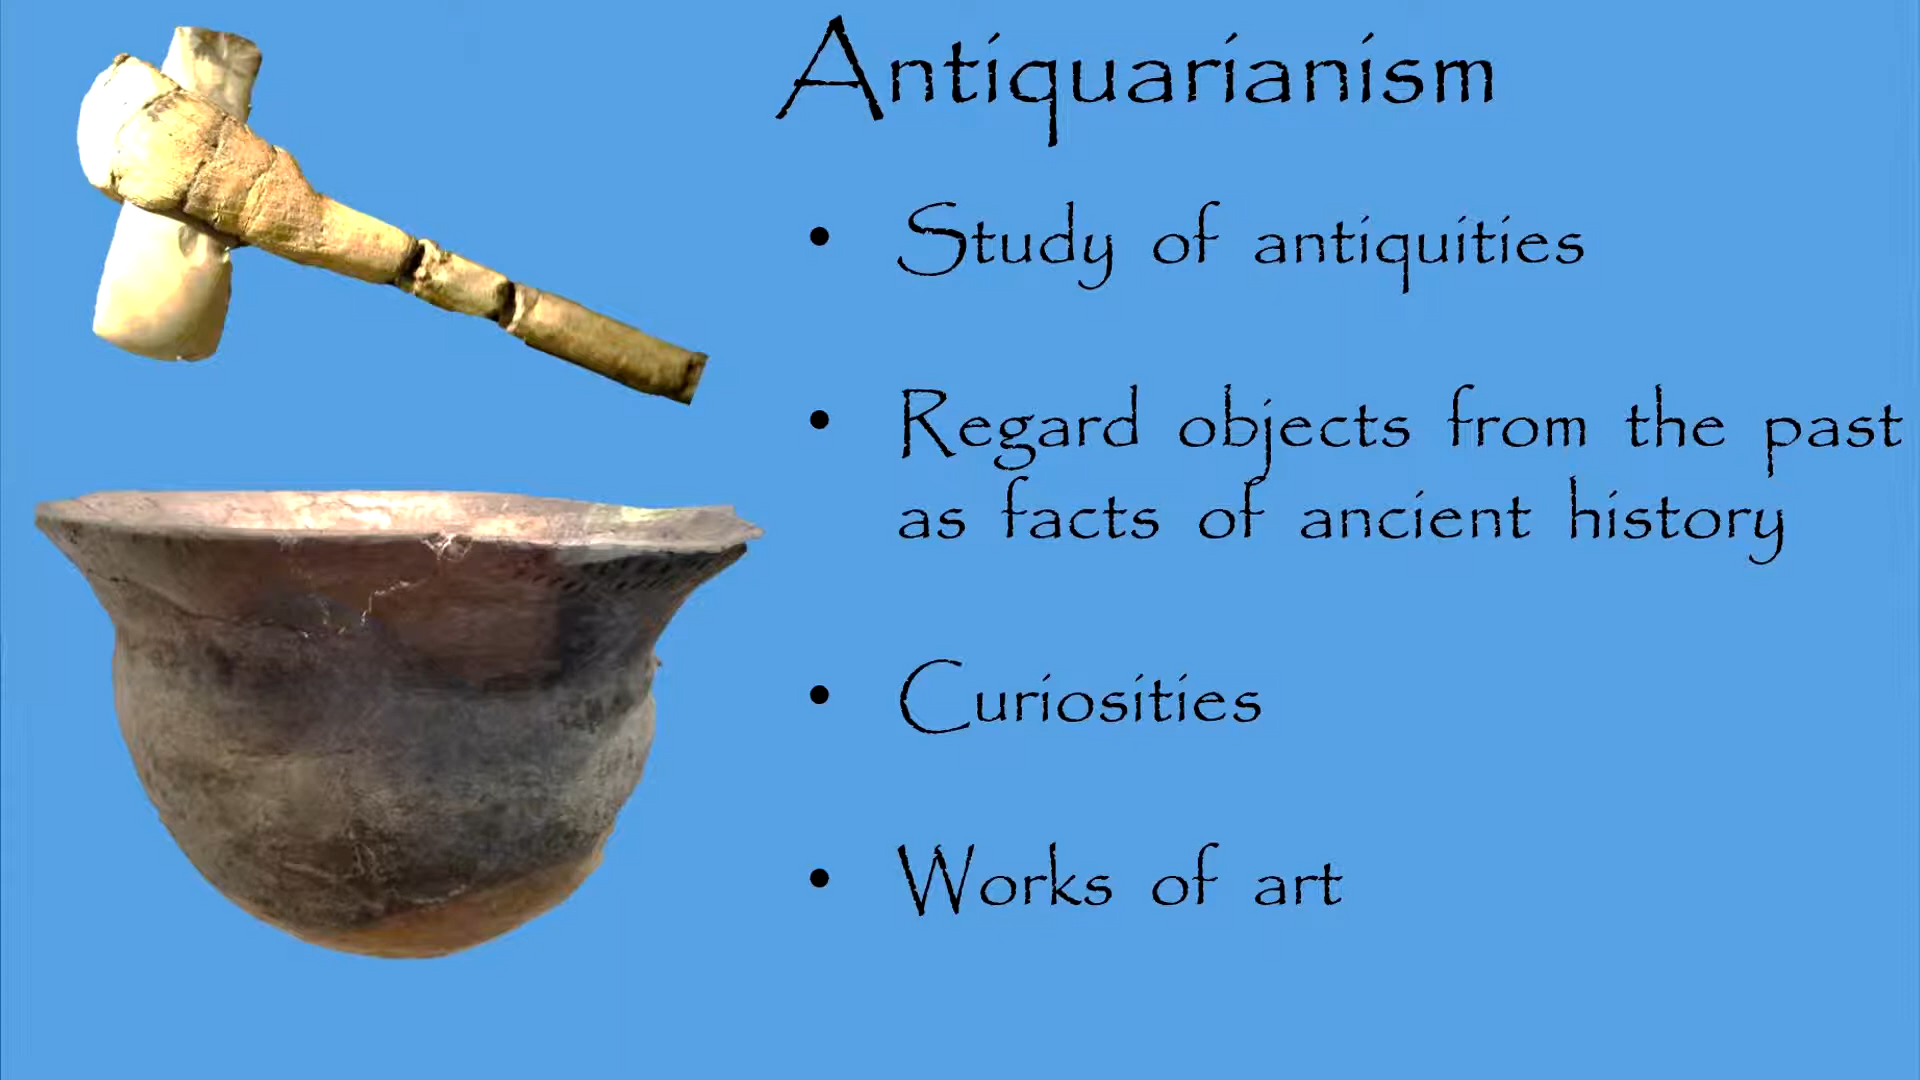 Antiquarianism
• Study of antiquities
• Regard objects from the past
as facts of ancient history
• Curiosities
• Works of art